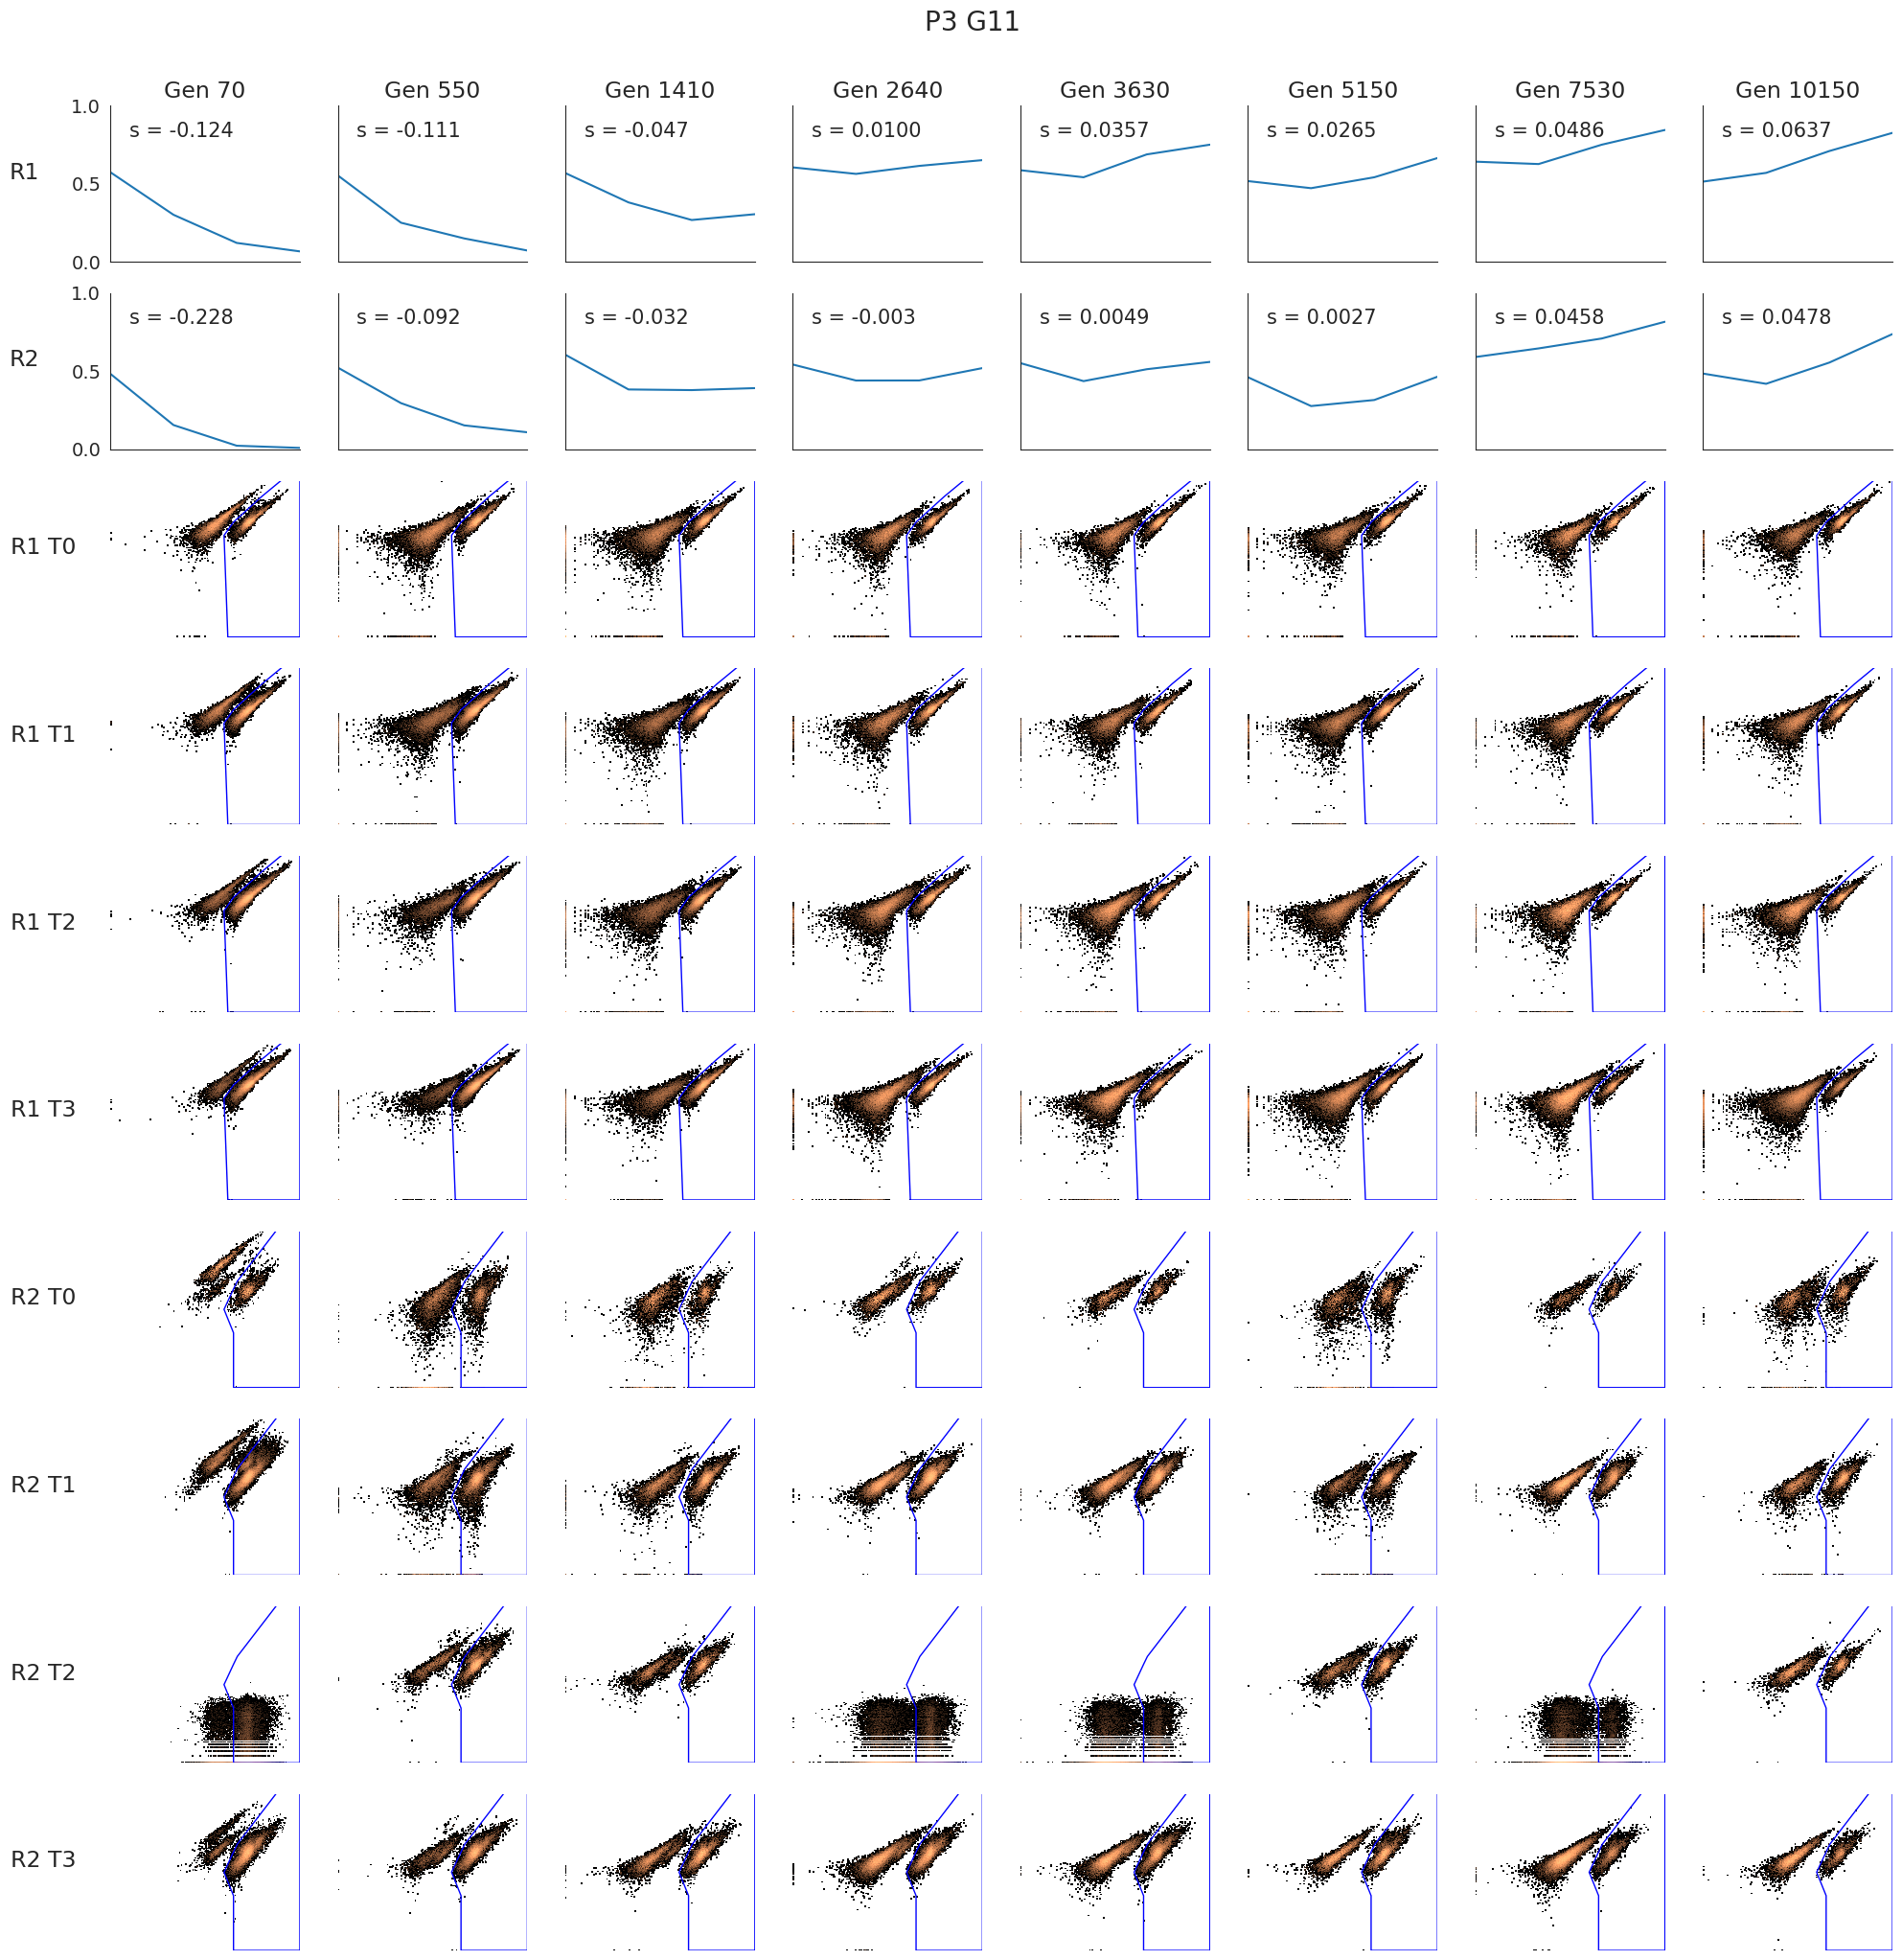 P3 G11
Gen 70 Gen 550 Gen 1410 Gen 2640 Gen 3630 Gen 5150 Gen 7530 Gen 10150
1.0
s = -0.124 s = -0.111 s = -0.047 s = 0.0100 s = 0.0357 s = 0.0265 s = 0.0486 s = 0.0637
R1
0.5
0.0
1.0
s = -0.228 s = -0.092 s = -0.032 s = -0.003 s = 0.0049 s = 0.0027 s = 0.0458 s = 0.0478
R2
0.5
0.0
R1 T0
R1 T1
R1 T2
R1 T3
R2 T0
R2 T1
R2 T2
R2 T3